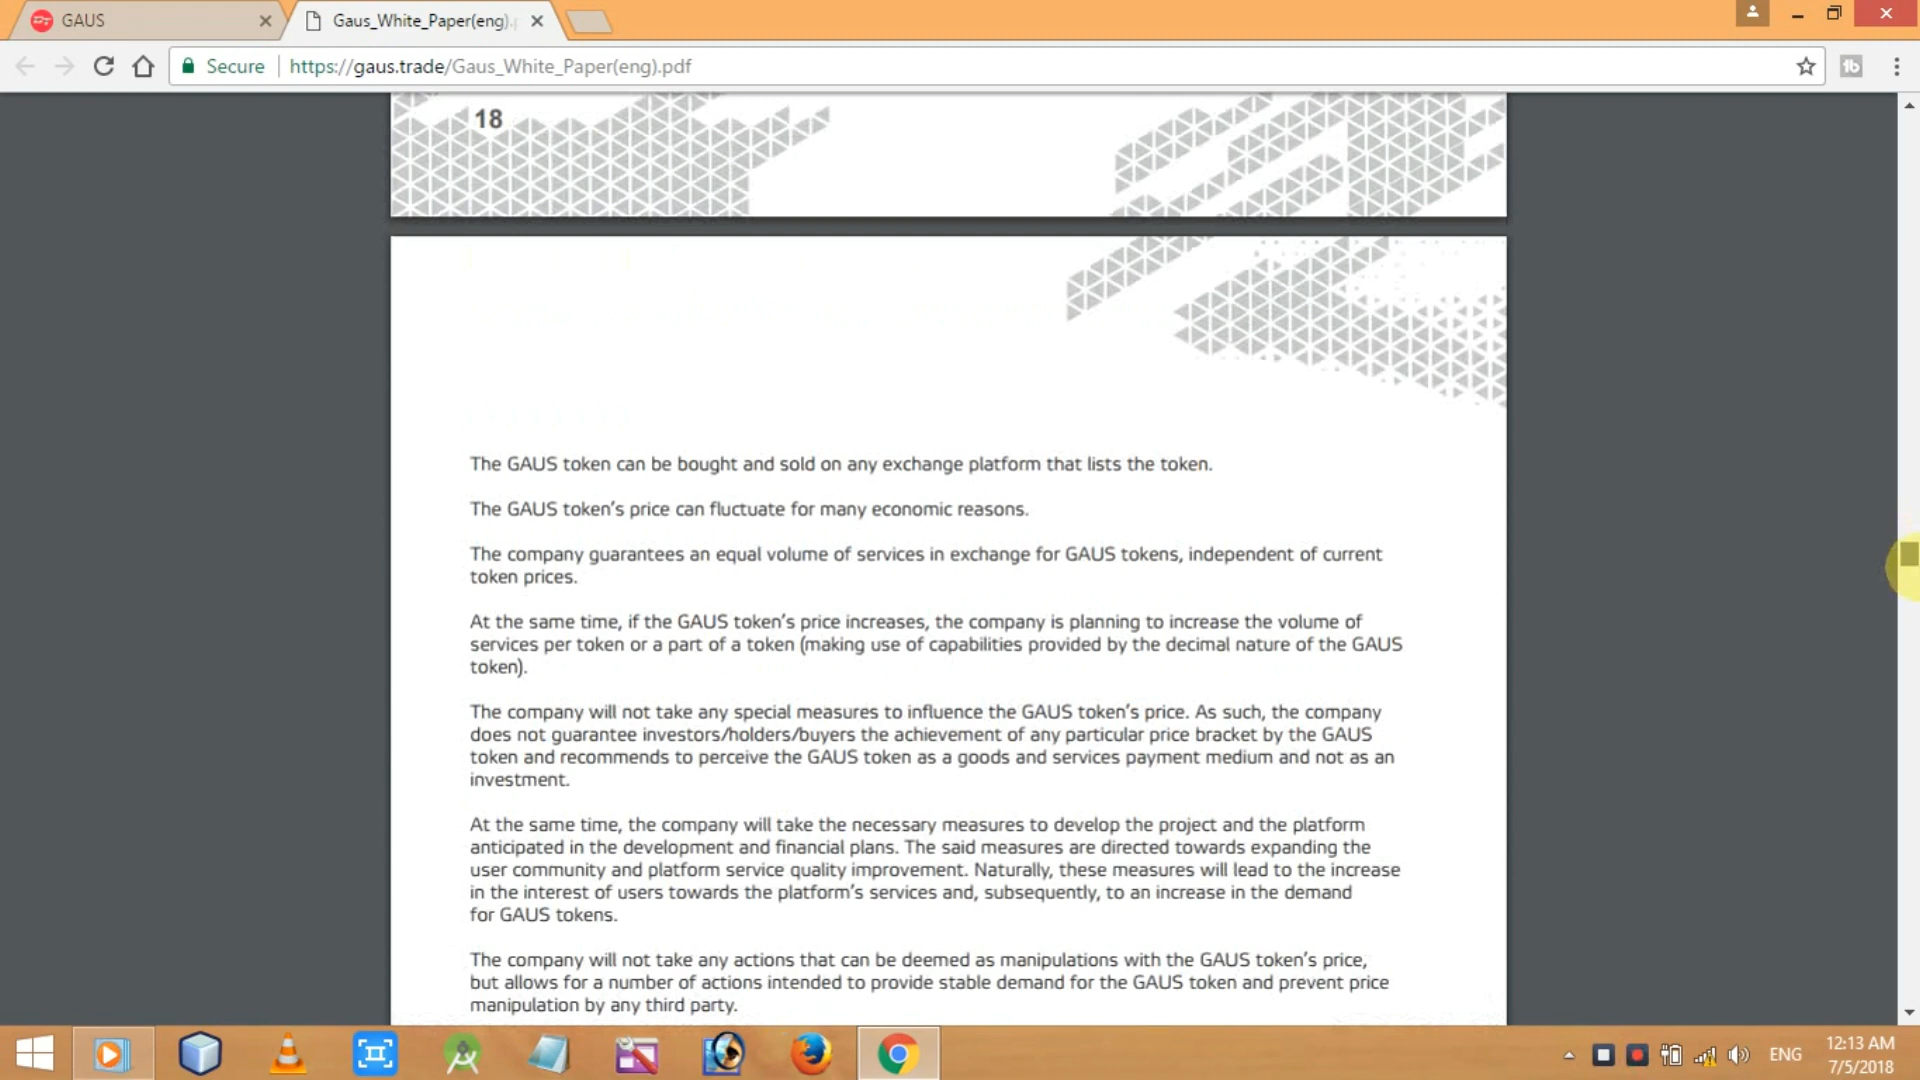 GAUS
Gaus_White_Paper(eng).p
Secure
https://gaus.trade/Gaus_White_Paper(eng).pdf
18
The GAUS token can be bought and sold on any exchange platform that lists the token.
The GAUS token's price can fluctuate for many economic reasons.
The company guarantees an equal volume of services in exchange for GAUS tokens, independent of current
token prices.
At the same time, if the GAUS token's price increases, the company is planning to increase the volume of
services per token or a part of a token (making use of capabilities provided by the decimal nature of the GAUS
token).
The company will not take any special measures to influence the GAUS token's price. As such, the company
does not guarantee investors/holders/buyers the achievement of any particular price bracket by the GAUS
token and recommends to perceive the GAUS token as a goods and services payment medium and not as an
investment.
At the same time, the company will take the necessary measures to develop the project and the platform
anticipated in the development and financial plans. The said measures are directed towards expanding the
user community and platform service quality improvement. Naturally, these measures will lead to the increase
in the interest of users towards the platform's services and, subsequently, to an increase in the demand
for GAUS tokens.
The company will not take any actions that can be deemed as manipulations with the GAUS token's price,
but allows for a number of actions intended to provide stable demand for the GAUS token and prevent price
manipulation by any third party.
ENG
12:13 AM
7/5/2018